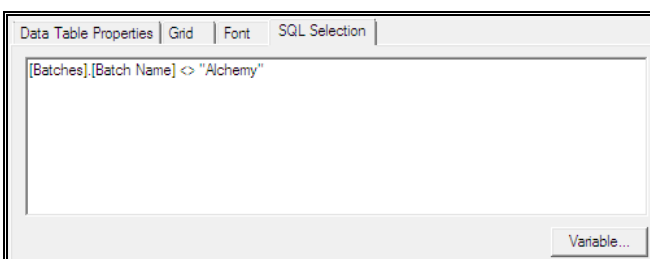 Data Table Properties Grid Font SQL Selection
[Batches].[Batch Name] <> "Alchemy"
Variable...